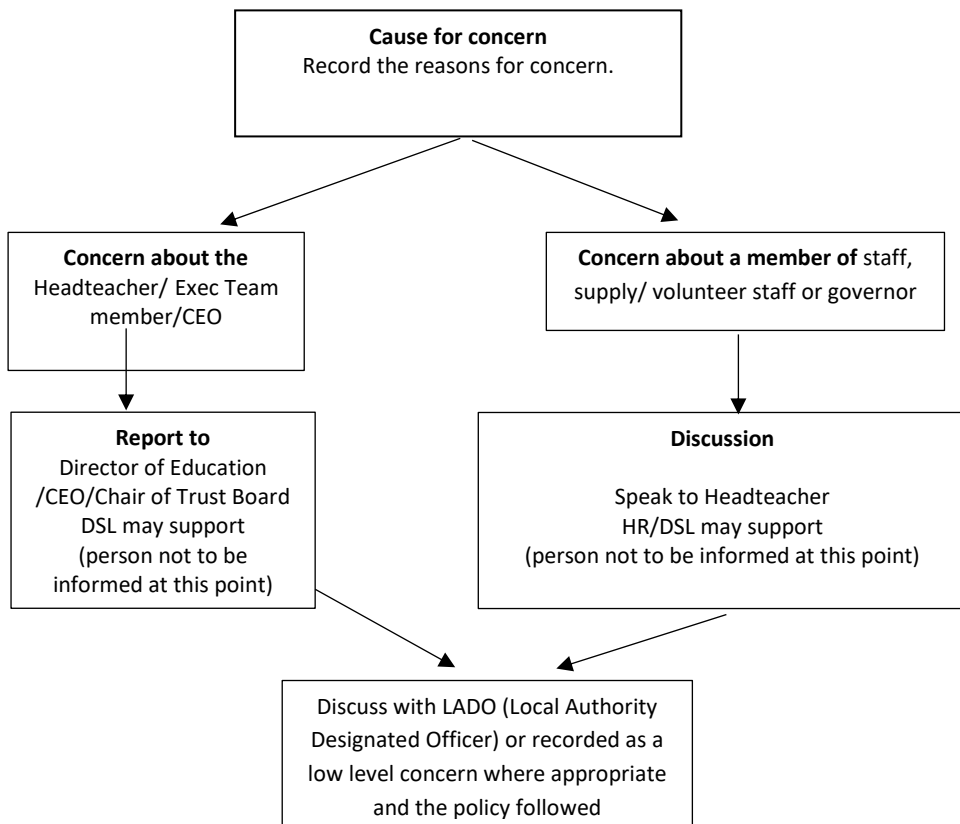 Cause for concern
Record the reasons for concern.
Concern about the
Headteacher/ Exec Team
member/CEO
Concern about a member of staff,
supply/ volunteer staff or governor
Report to
Director of Education
/CEO/Chair of Trust Board
DSL may support
(person not to be
informed at this point)
Discussion
Speak to Headteacher
HR/DSL may support
(person not to be informed at this point)
Discuss with LADO (Local Authority
Designated Officer) or recorded as a
low level concern where appropriate
and the policy followed